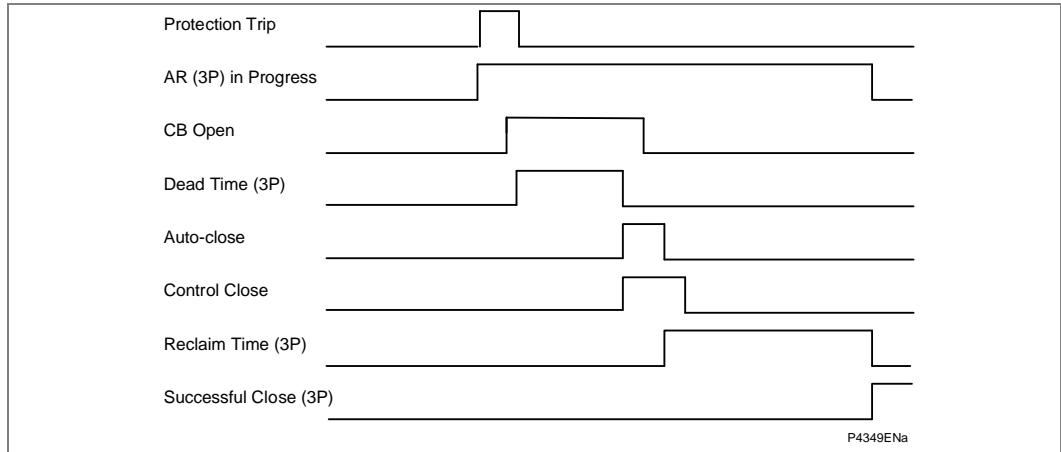 Protection Trip
AR (3P) in Progress
CB Open
Dead Time (3P)
Auto-close
Control Close
Reclaim Time (3P)
Successful Close (3P)
P4349ENa